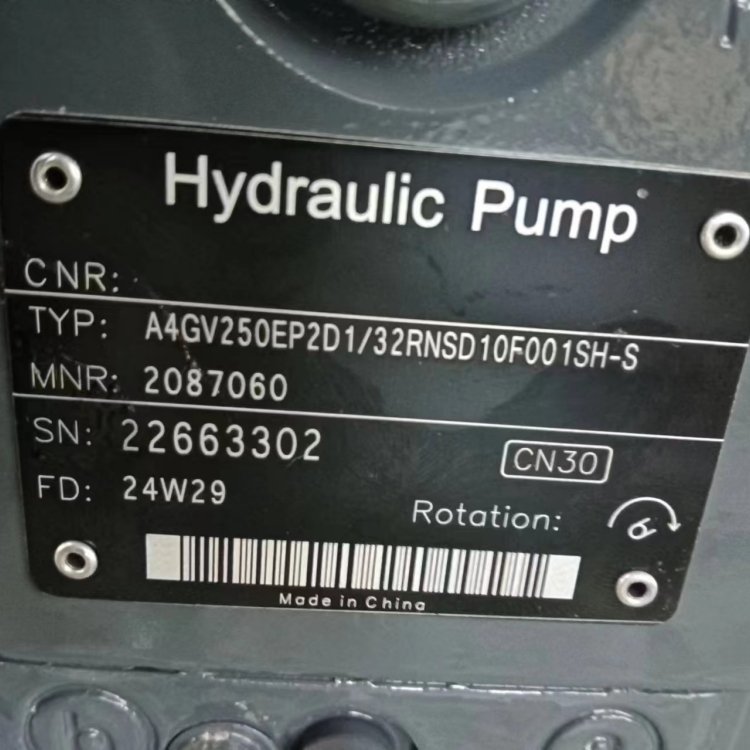 Hydraulic Pump
CNR:
TYP: A4GV250EP2D1/32RNSD10F001SH-S
MNR: 2087060
SN: 22663302
CN30
FD: 24W29
Rotation:
Made in China